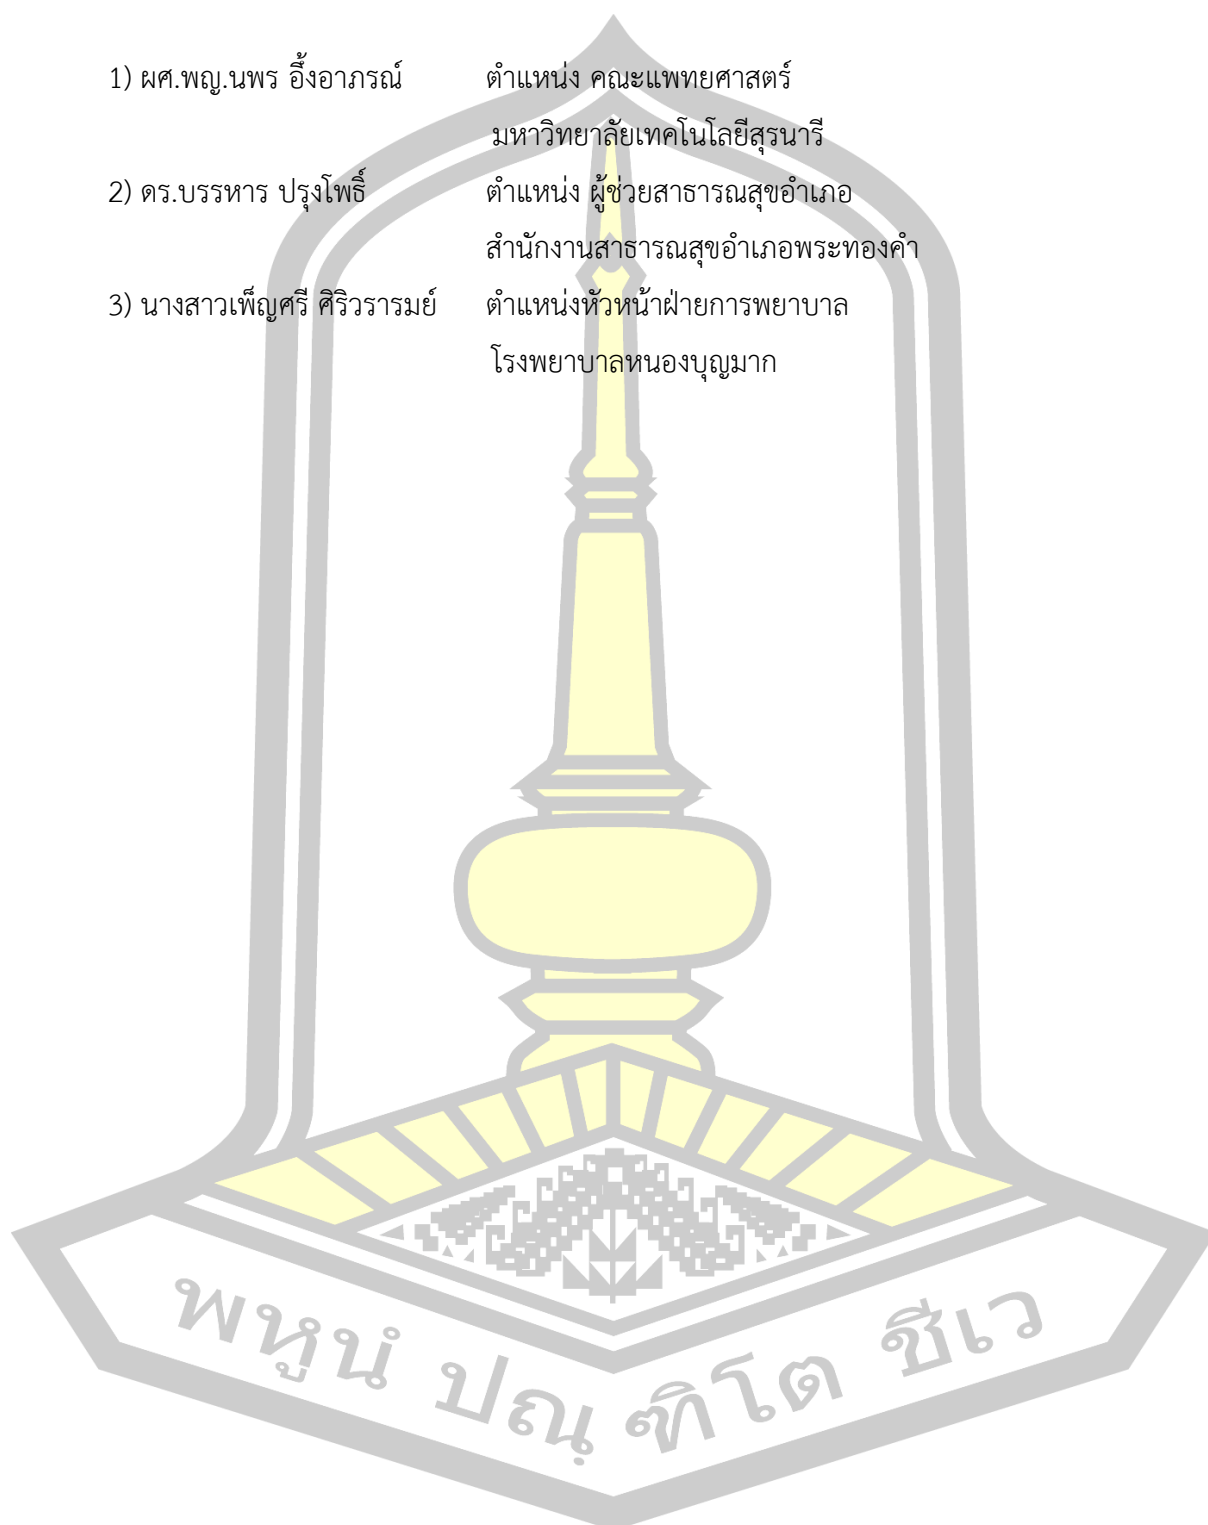 1) ผศ.พญ.นพร อึ้งอาภรณ์ ตำแหน่ง คณะแพทยศาสตร์
มหาวิทยาลัยเทคโนโลยีสุรนารี
2) ดร.บรรหาร ปรุงโพธิ์ ตำแหน่ง ผู้ช่วยสาธารณสุขอำเภอ
สำนักงานสาธารณสุขอำเภอพระทองคำ
3) นางสาวเพ็ญศรี ศิริวรารมย์ ตำแหน่งหัวหน้าฝ่ายการพยาบาล
โรงพยาบาลหนองบุญมาก
พหูนํ ปณฺฑิโต ชีเว